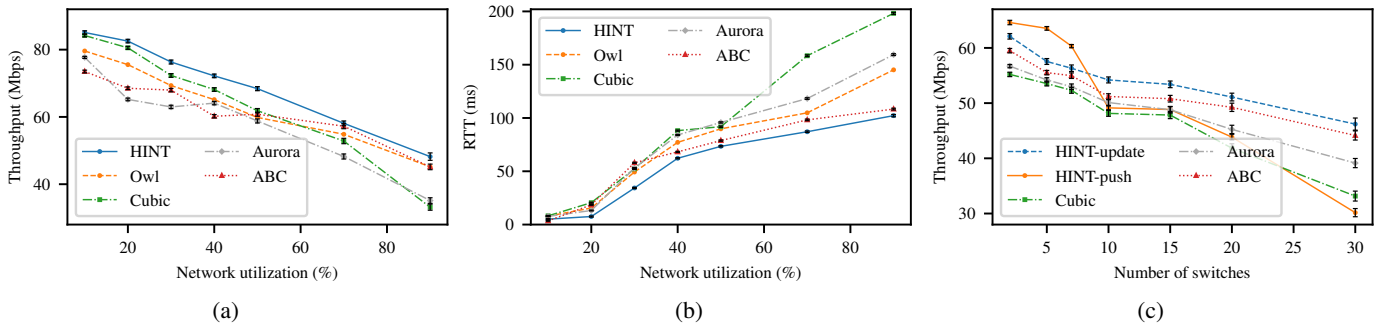 Throughput (Mbps)
80
60
40
20
40
60
80
Network utilization (%)
HINT
Owl
Cubic
Aurora
ABC
(a)
RTT (ms)
200
150
100
50
0
20
40
60
80
Network utilization (%)
HINT
Owl
Cubic
Aurora
ABC
(b)
Throughput (Mbps)
60
50
40
30
5
10
15
20
25
30
Number of switches
HINT-update
HINT-push
Cubic
Aurora
ABC
(c)